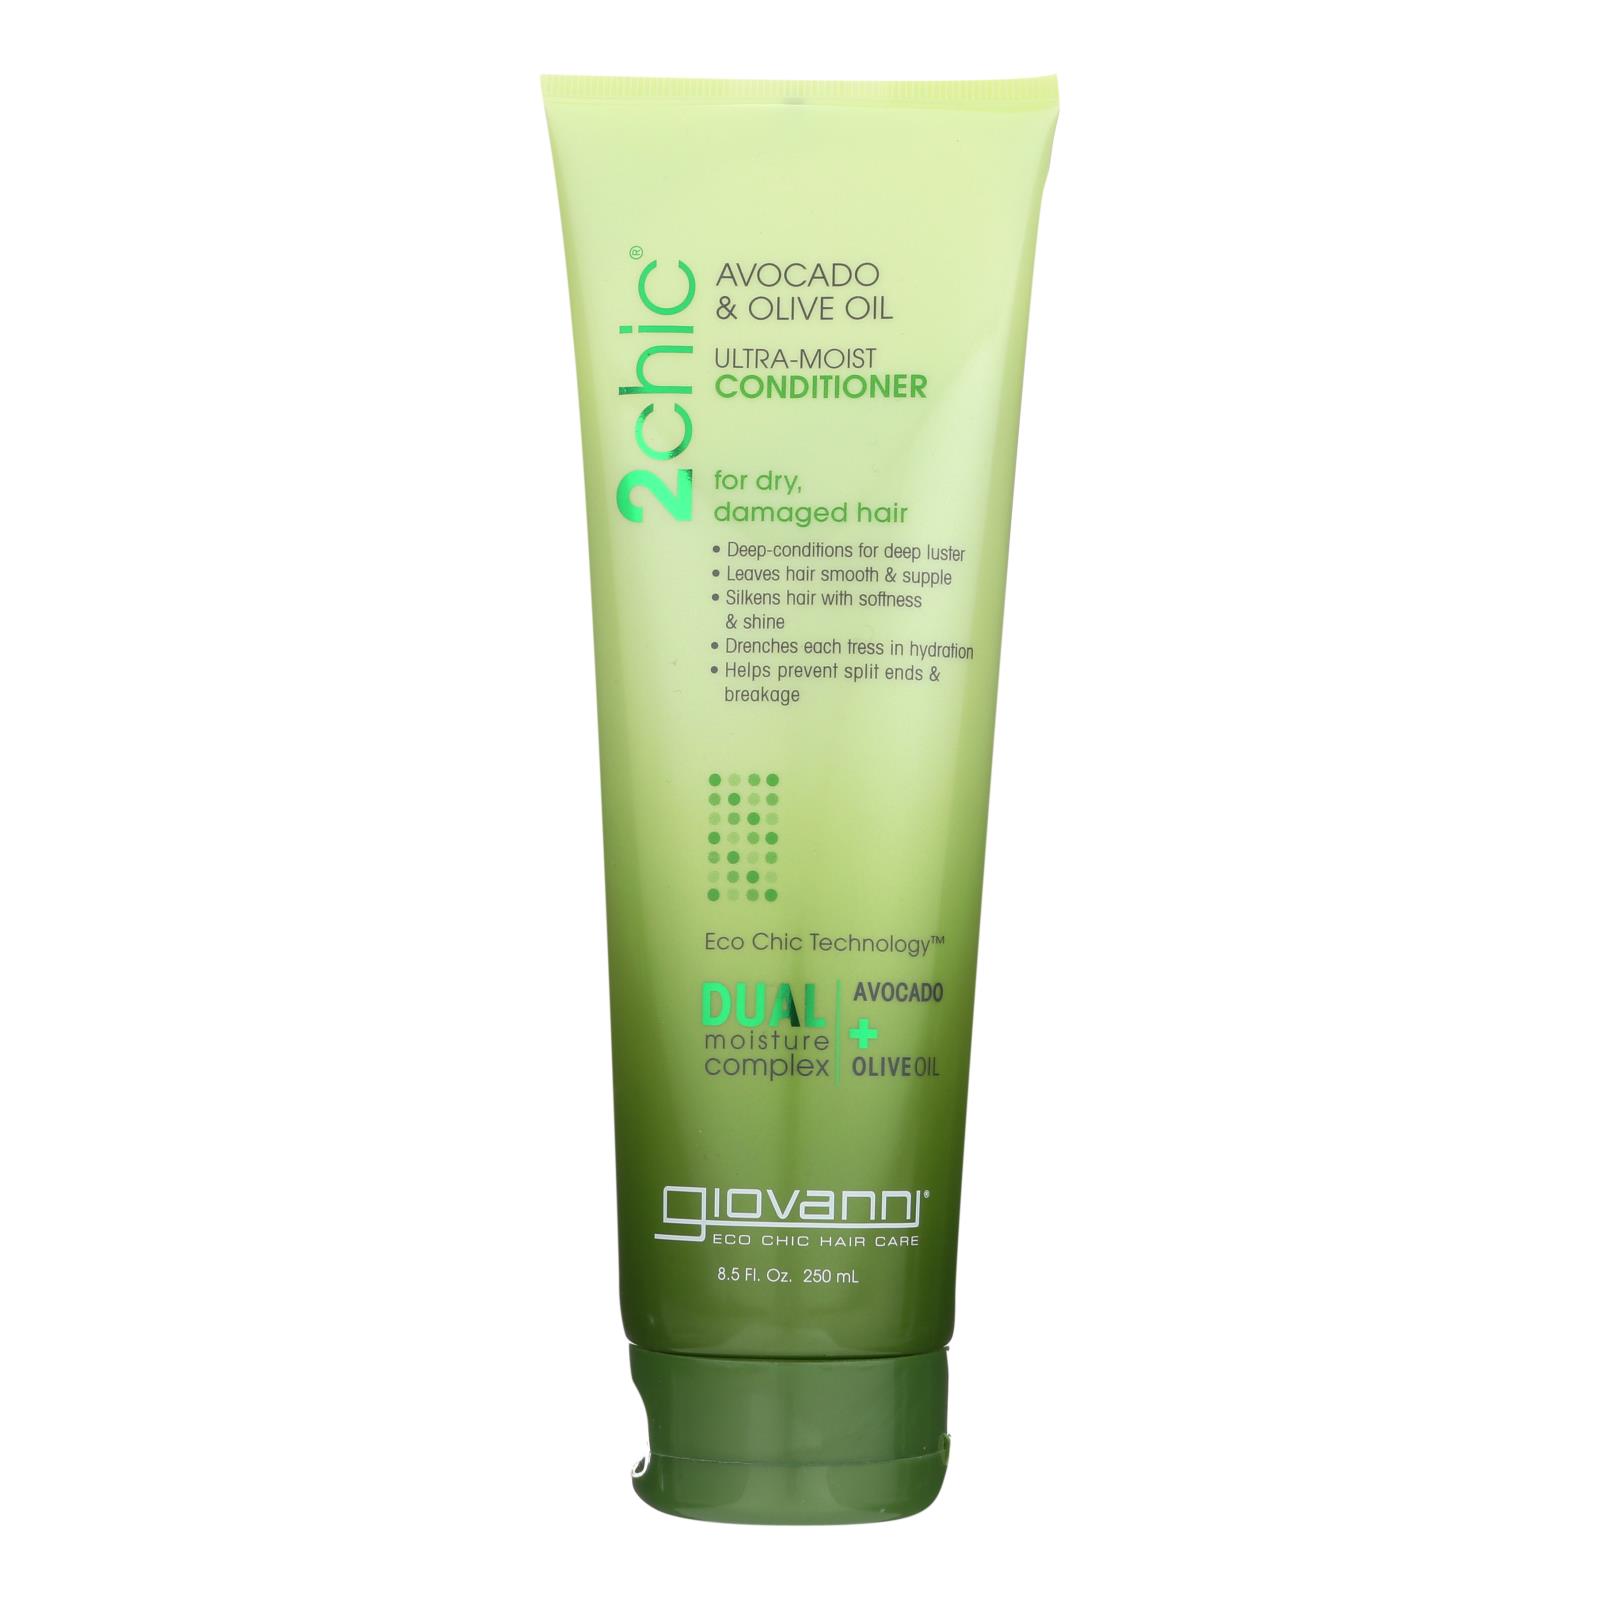 2chic®
AVOCADO
& OLIVE OIL
ULTRA-MOIST
CONDITIONER
for dry,
damaged hair
• Deep-conditions for deep luster
• Leaves hair smooth & supple
• Silkens hair with softness
& shine
• Drenches each tress in hydration
• Helps prevent split ends &
breakage
Eco Chic Technology™
DUAL
moisture
complex
AVOCADO
+
OLIVE OIL
giovanni®
ECO CHIC HAIR CARE
8.5 Fl. Oz. 250 mL